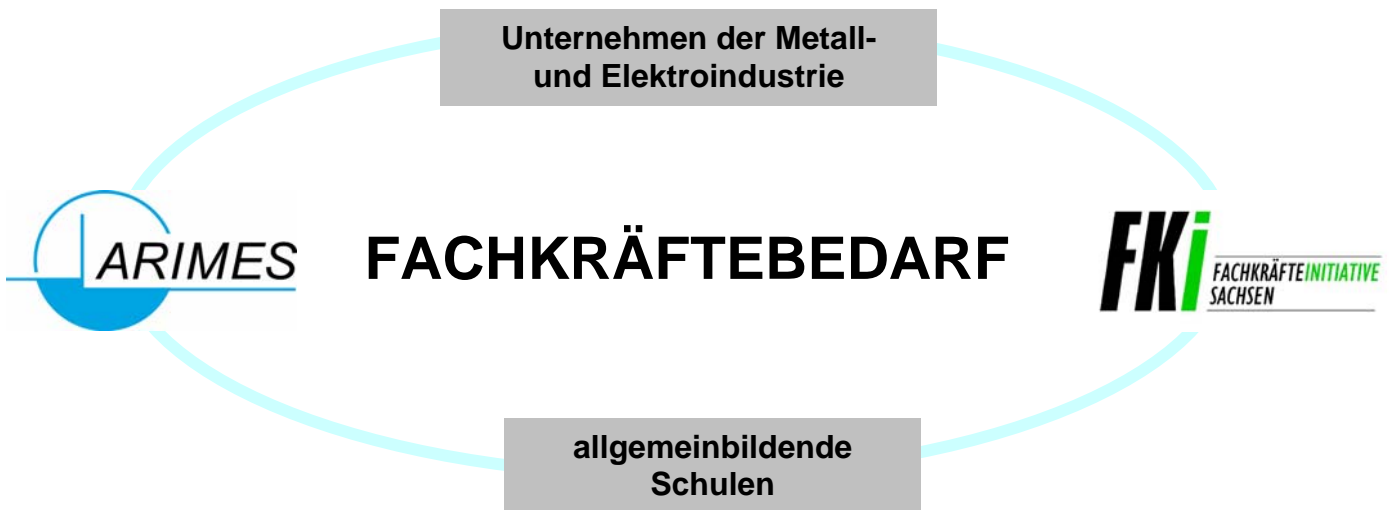 Unternehmen der Metall-
und Elektroindustrie
ARIMES
FACHKRÄFTEBEDARF
FKi
FACHKRÄFTEINITIATIVE
SACHSEN
allgemeinbildende
Schulen